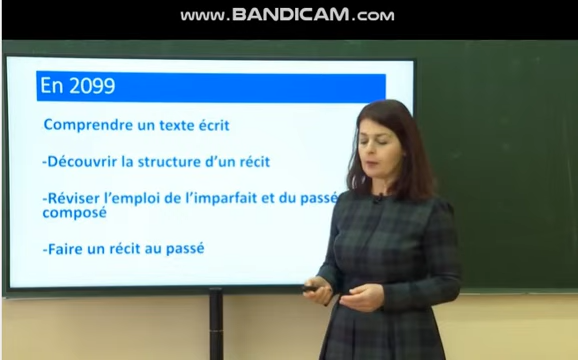 www.BANDICAM.com
En 2099
Comprendre un texte écrit
-Découvrir la structure d’un récit
-Réviser l’emploi de l’imparfait et du passé
composé
-Faire un récit au passé